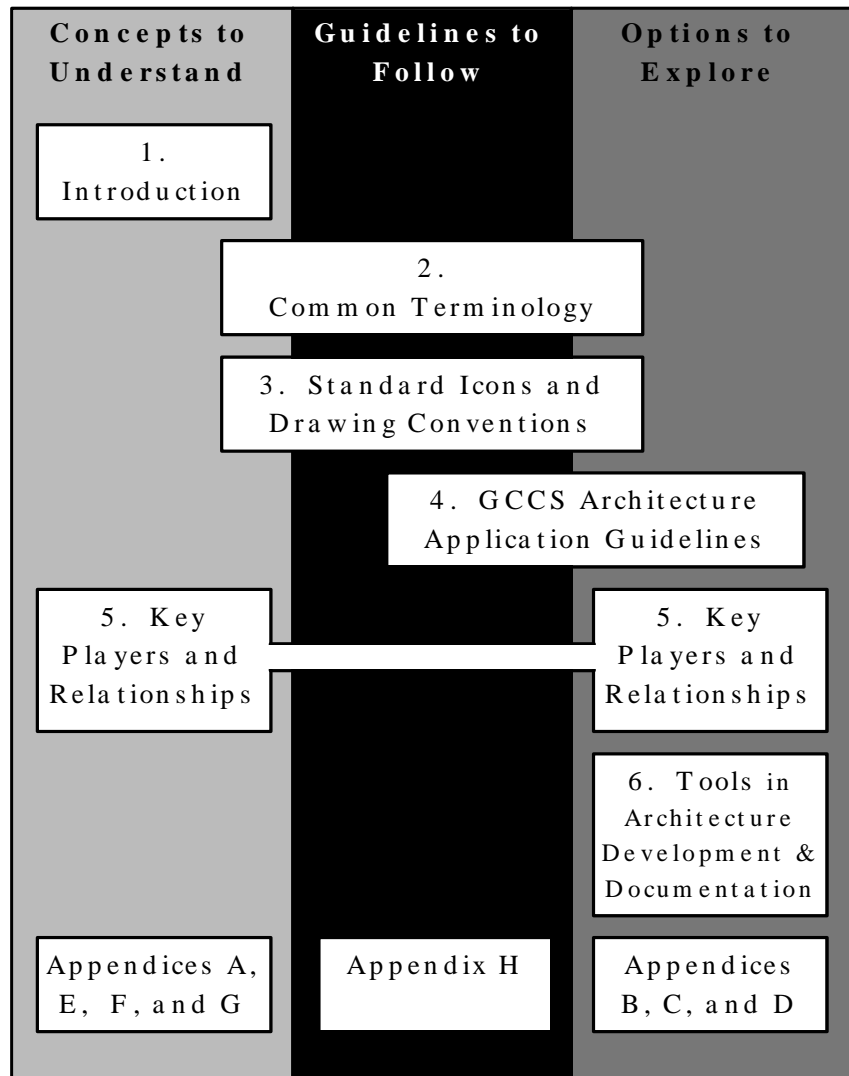 Concepts to
Understand
Guidelines to
Follow
Options to
Explore
1.
Introduction
2.
Common Terminology
3. Standard Icons and
Drawing Conventions
4. GCCS Architecture
Application Guidelines
5. Key
Players and
Relationships
5. Key
Players and
Relationships
6. Tools in
Architecture
Development &
Documentation
Appendices A,
E, F, and G
Appendix H
Appendices
B, C, and D